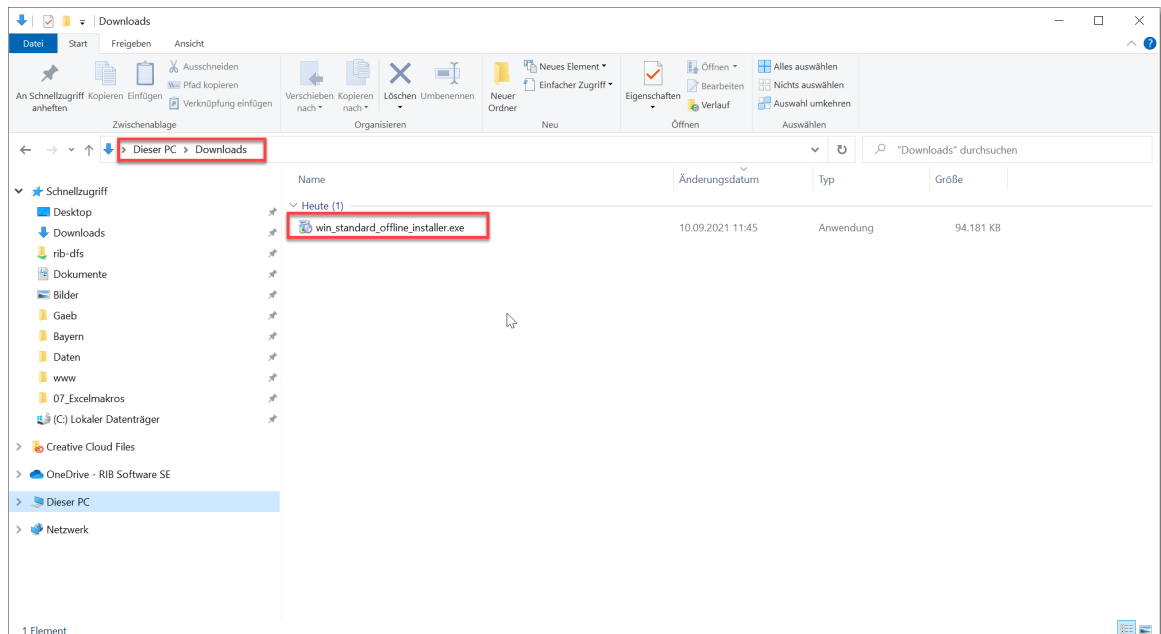 Downloads
Datei Start Freigeben Ansicht
An Schnellzugriff anheften
Kopieren
Einfügen
Ausschneiden
Pfad kopieren
Verknüpfung einfügen
Zwischenablage
Verschieben nach
Kopieren nach
Löschen
Umbenennen
Organisieren
Neuer Ordner
Neues Element
Einfacher Zugriff
Neu
Eigenschaften
Öffnen
Bearbeiten
Verlauf
Öffnen
Alles auswählen
Nichts auswählen
Auswahl umkehren
Auswählen
Dieser PC > Downloads
"Downloads" durchsuchen
Schnellzugriff
Desktop
Downloads
rib-dfs
Dokumente
Bilder
Gaeb
Bayern
Daten
www
07_Excelmakros
(C:) Lokaler Datenträger
Creative Cloud Files
OneDrive - RIB Software SE
Dieser PC
Netzwerk
Name Änderungsdatum Typ Größe
Heute (1)
win_standard_offline_installer.exe 10.09.2021 11:45 Anwendung 94.181 KB
1 Element